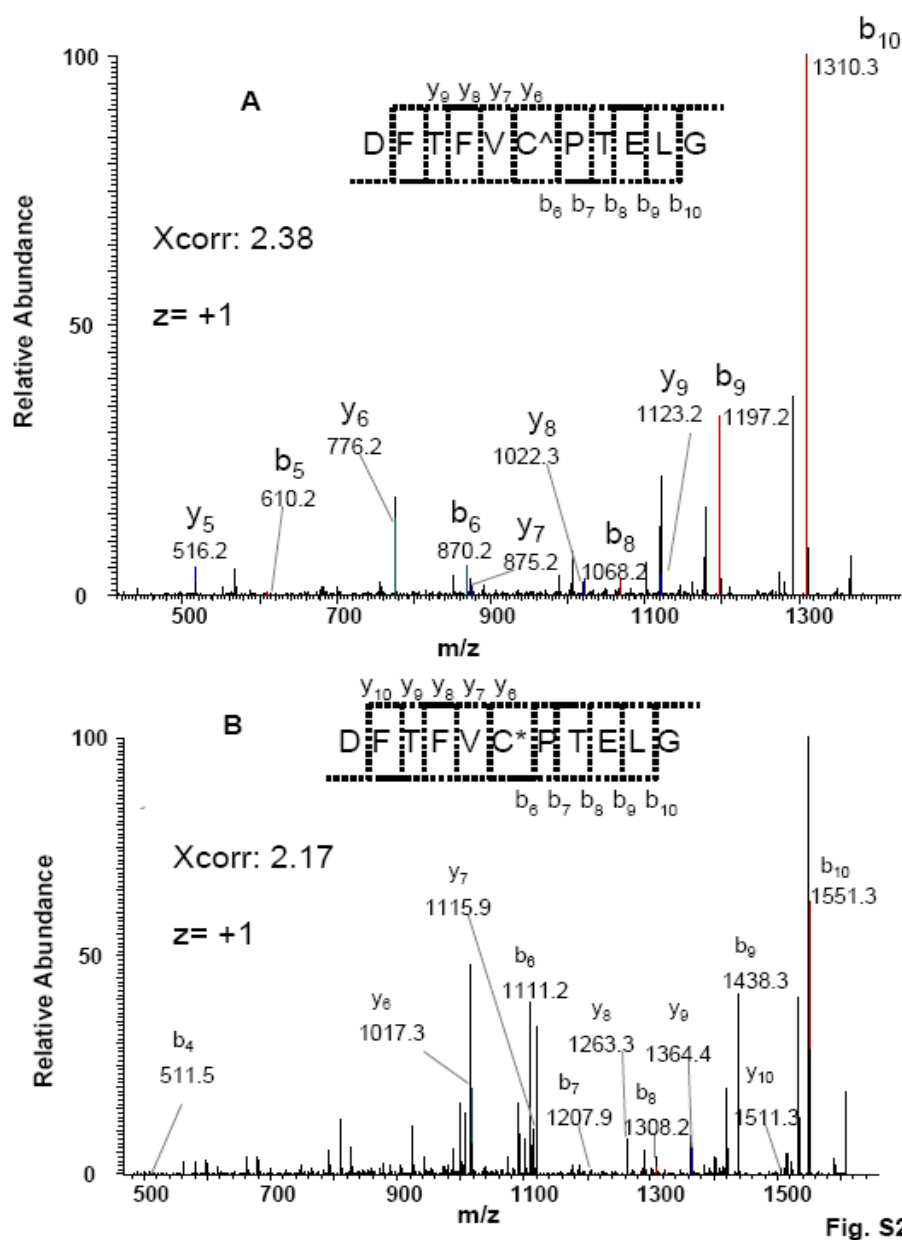 b10
100
1310.3
A
y9 y8 y7 y6
D F T F V C^ P T E L G
b6 b7 b8 b9 b10
Xcorr: 2.38
z= +1
Relative Abundance
50
y9 b9
1123.2 1197.2
y6
776.2
y8
1022.3
b5
610.2
y5
516.2
b6
870.2
y7
875.2
b8
1068.2
0
500 700 900 1100 1300
m/z
y10 y9 y8 y7 y6
B
D F T F V C* P T E L G
b6 b7 b8 b9 b10
100
Xcorr: 2.17
z= +1
Relative Abundance
50
y7
1115.9
b10
1551.3
b6
1111.2
b9
1438.3
y6
1017.3
y8
1263.3
y9
1364.4
b4
511.5
b7
1207.9
b8
1308.2
y10
1511.3
0
500 700 900 1100 1300 1500
m/z
Fig. S2